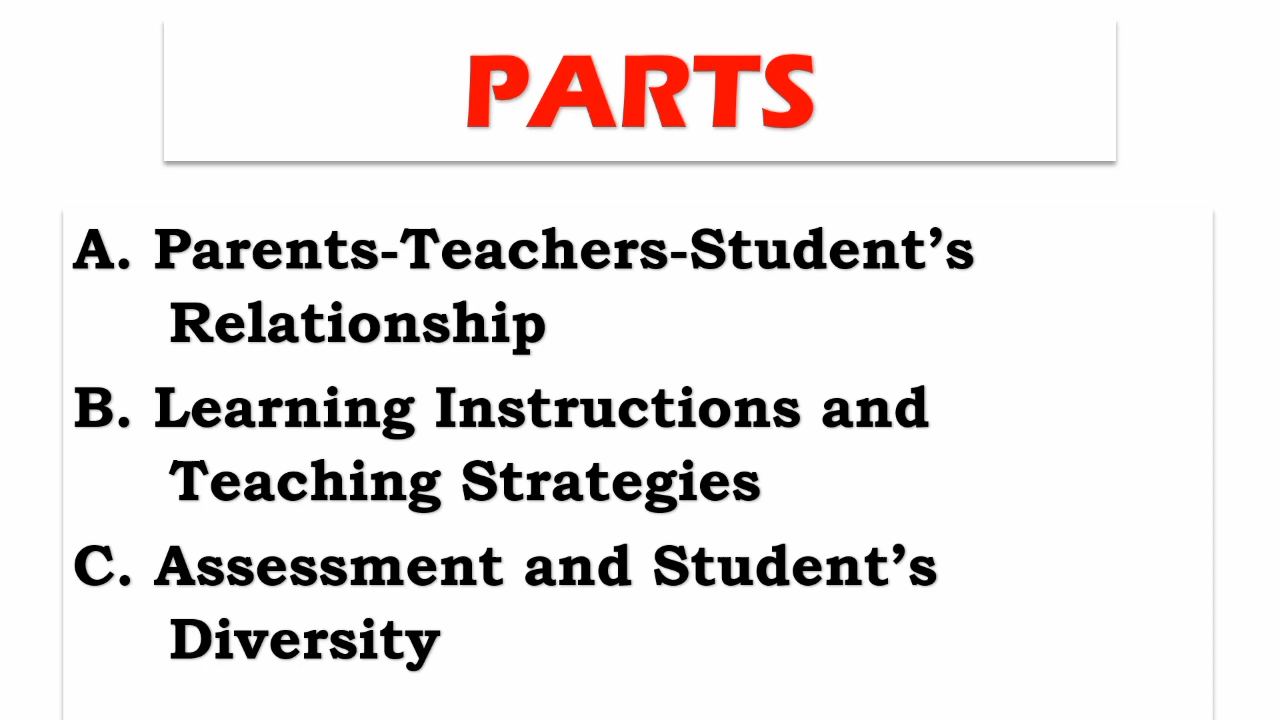 PARTS
A. Parents-Teachers-Student’s
Relationship
B. Learning Instructions and
Teaching Strategies
C. Assessment and Student’s
Diversity